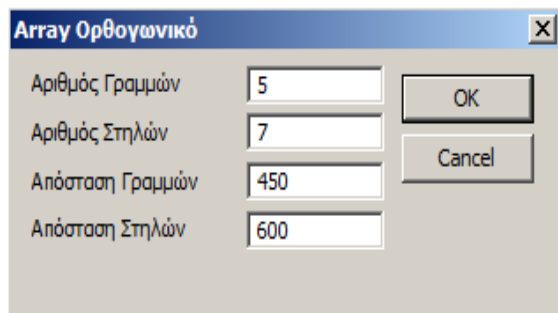 Array Ορθογωνικό
Αριθμός Γραμμών 5
OK
Αριθμός Στηλών 7
Cancel
Απόσταση Γραμμών 450
Απόσταση Στηλών 600